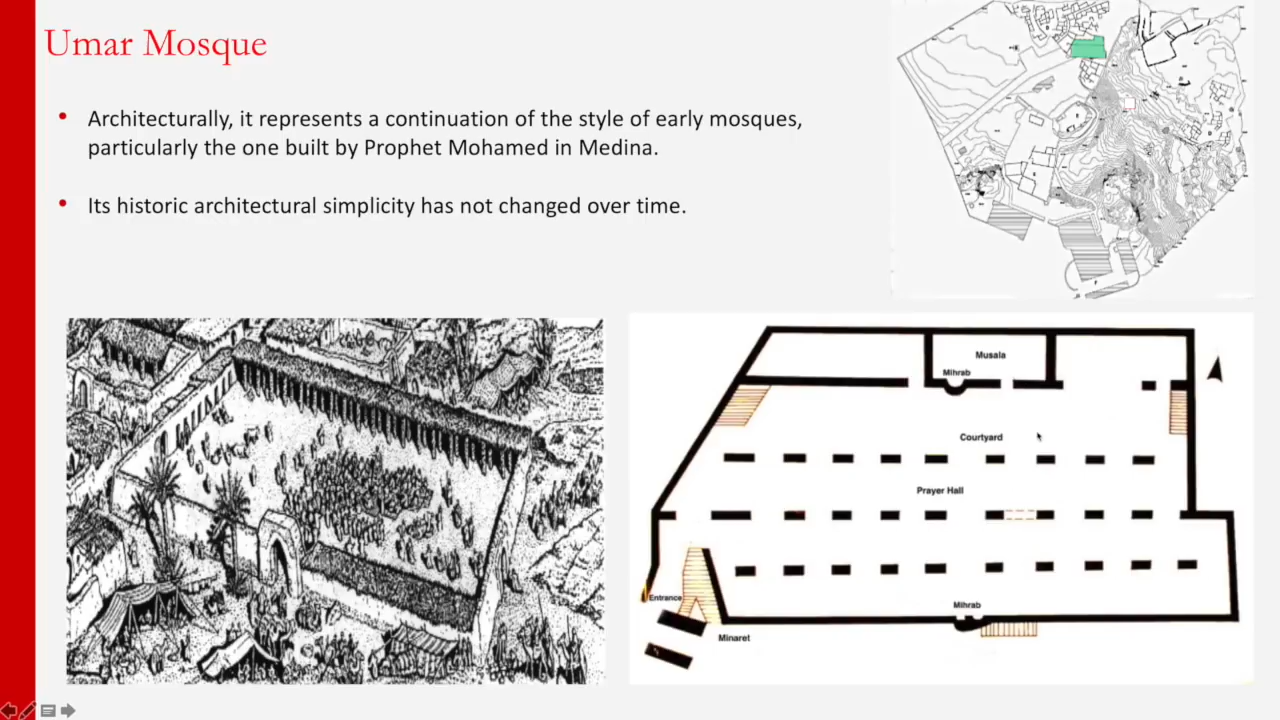 Umar Mosque
• Architecturally, it represents a continuation of the style of early mosques,
particularly the one built by Prophet Mohamed in Medina.
• Its historic architectural simplicity has not changed over time.
Musala
Mihrab
Courtyard
Prayer Hall
Entrance
Mihrab
Minaret